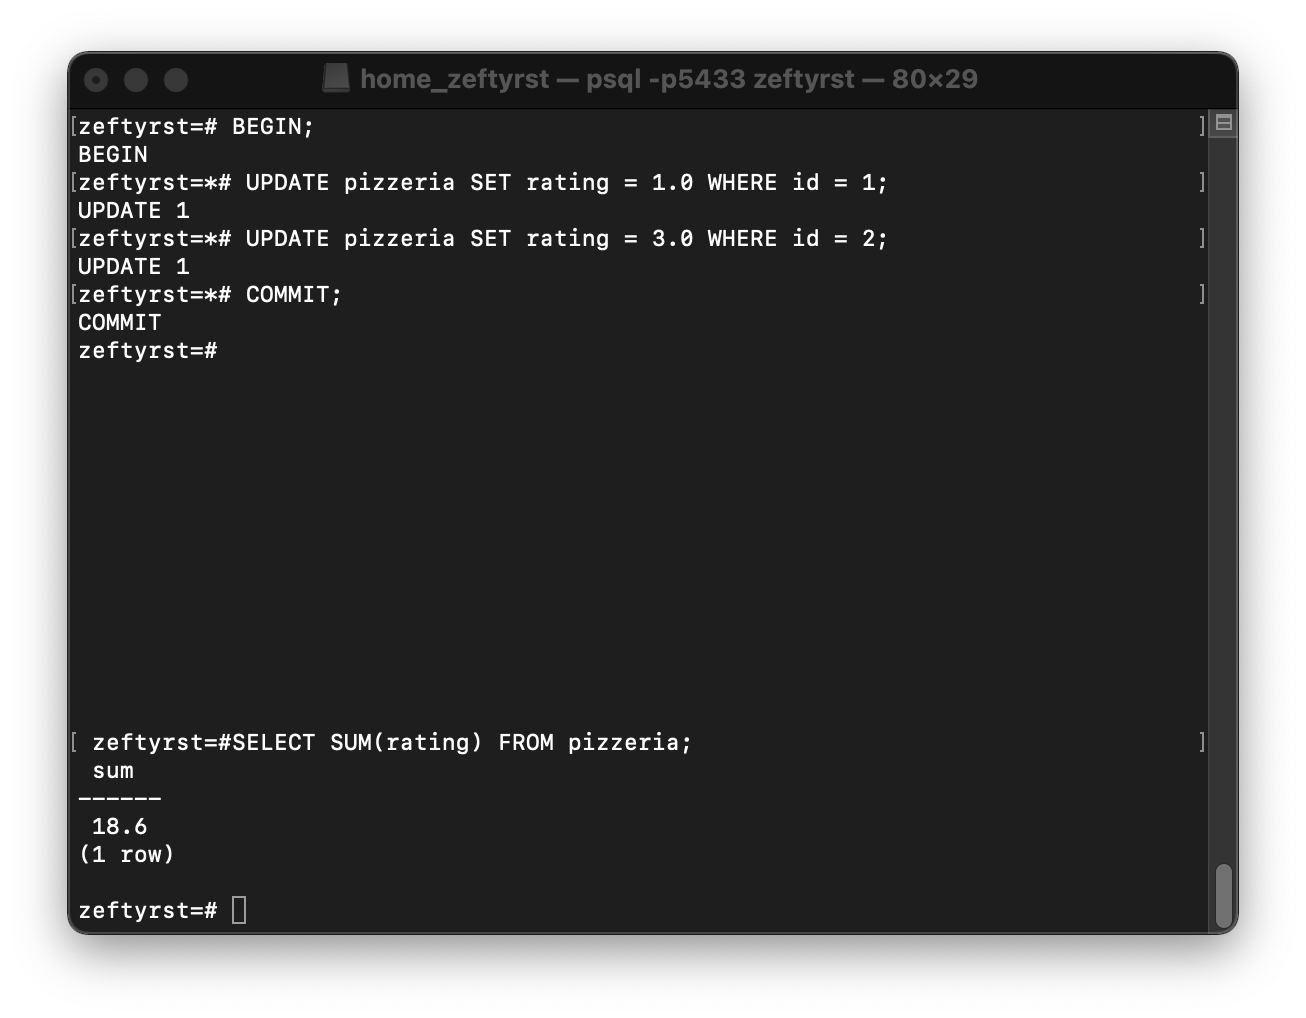 home_zeftyrst — psql -p5433 zeftyrst — 80×29
[zeftyrst=# BEGIN; ]
BEGIN
[zeftyrst=*# UPDATE pizzeria SET rating = 1.0 WHERE id = 1; ]
UPDATE 1
[zeftyrst=*# UPDATE pizzeria SET rating = 3.0 WHERE id = 2; ]
UPDATE 1
[zeftyrst=*# COMMIT; ]
COMMIT
zeftyrst=#
[ zeftyrst=#SELECT SUM(rating) FROM pizzeria; ]
sum
------
18.6
(1 row)
zeftyrst=#